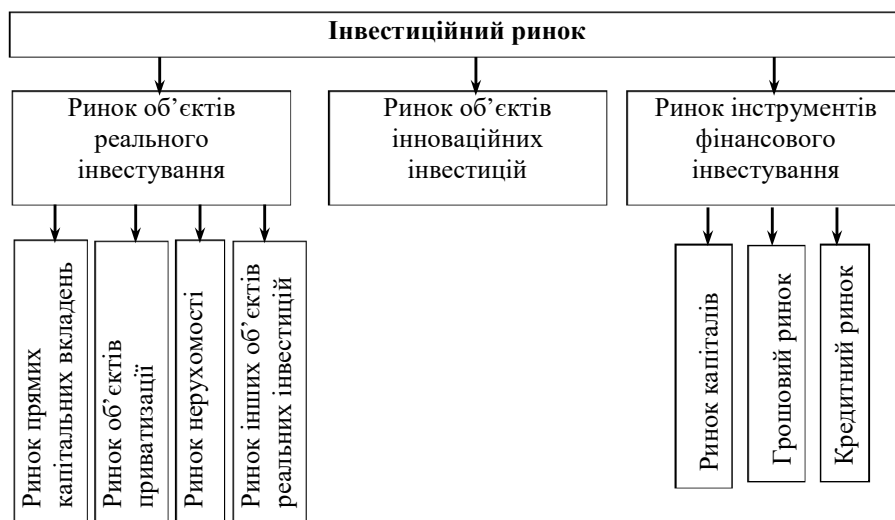 Інвестиційний ринок
Ринок об’єктів
реального
інвестування
Ринок об’єктів
інноваційних
інвестицій
Ринок інструментів
фінансового
інвестування
Ринок прямих
капітальних вкладень
Ринок об’єктів
приватизації
Ринок нерухомості
Ринок інших об’єктів
реальних інвестицій
Ринок капіталів
Грошовий ринок
Кредитний ринок